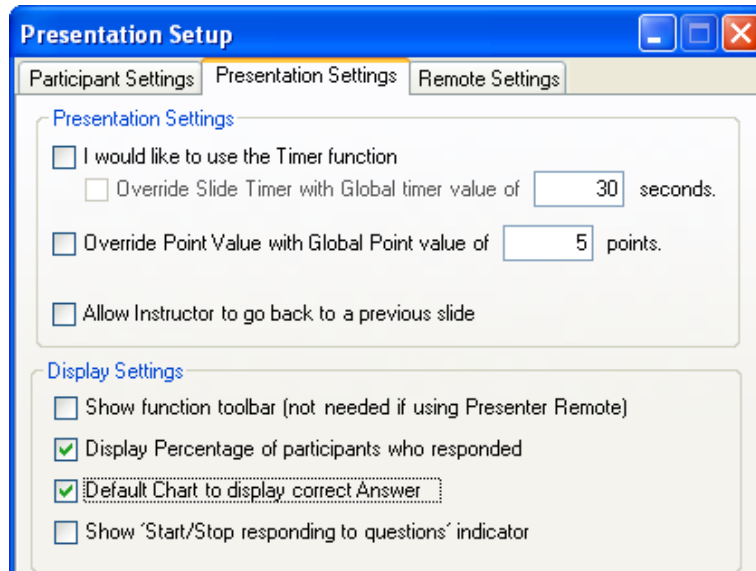 Presentation Setup
Participant Settings Presentation Settings Remote Settings
Presentation Settings
I would like to use the Timer function
Override Slide Timer with Global timer value of 30 seconds.
Override Point Value with Global Point value of 5 points.
Allow Instructor to go back to a previous slide
Display Settings
Show function toolbar (not needed if using Presenter Remote)
Display Percentage of participants who responded
Default Chart to display correct Answer
Show 'Start/Stop responding to questions' indicator